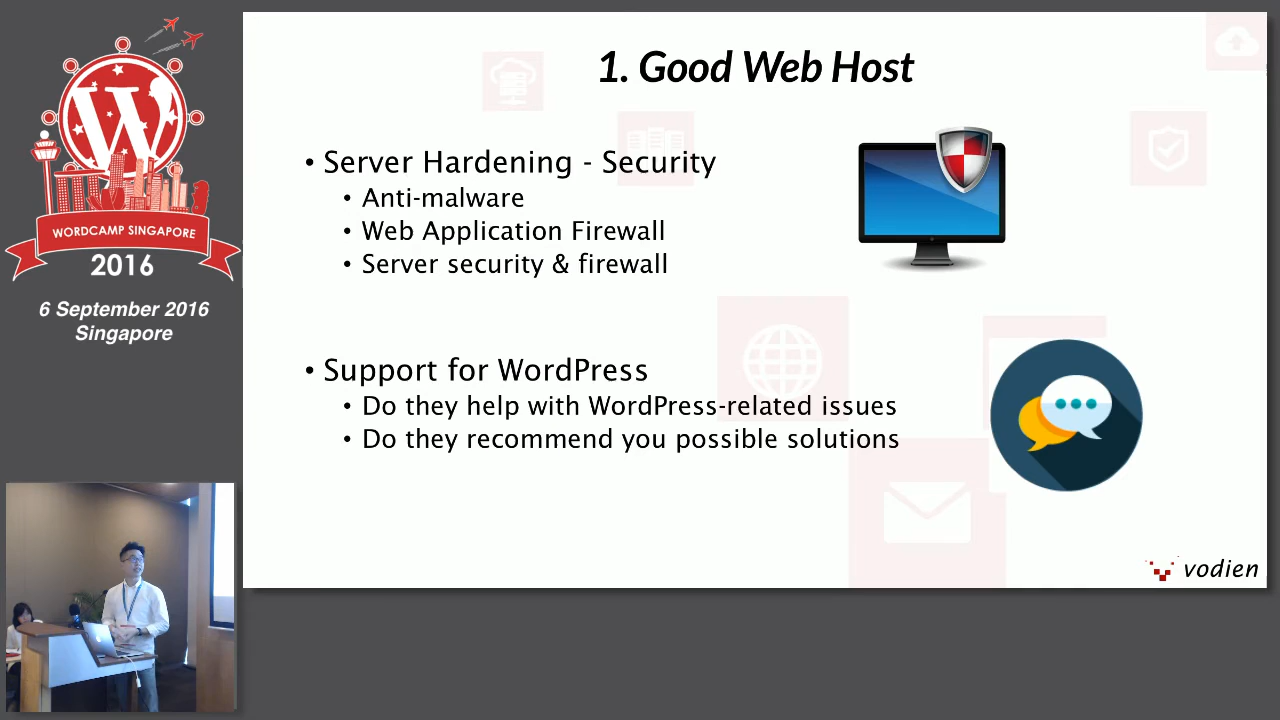 WORDCAMP SINGAPORE
2016
6 September 2016
Singapore
1. Good Web Host
• Server Hardening - Security
• Anti-malware
• Web Application Firewall
• Server security & firewall
• Support for WordPress
• Do they help with WordPress-related issues
• Do they recommend you possible solutions
vodien